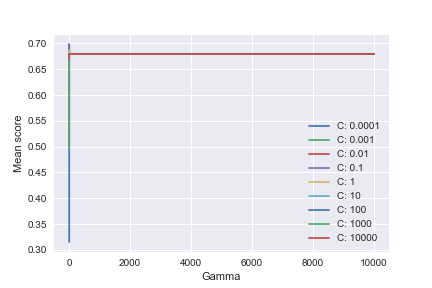 0.70
0.65
0.60
0.55
0.50
0.45
0.40
0.35
0.30
Mean score
0 2000 4000 6000 8000 10000
Gamma
C: 0.0001
C: 0.001
C: 0.01
C: 0.1
C: 1
C: 10
C: 100
C: 1000
C: 10000